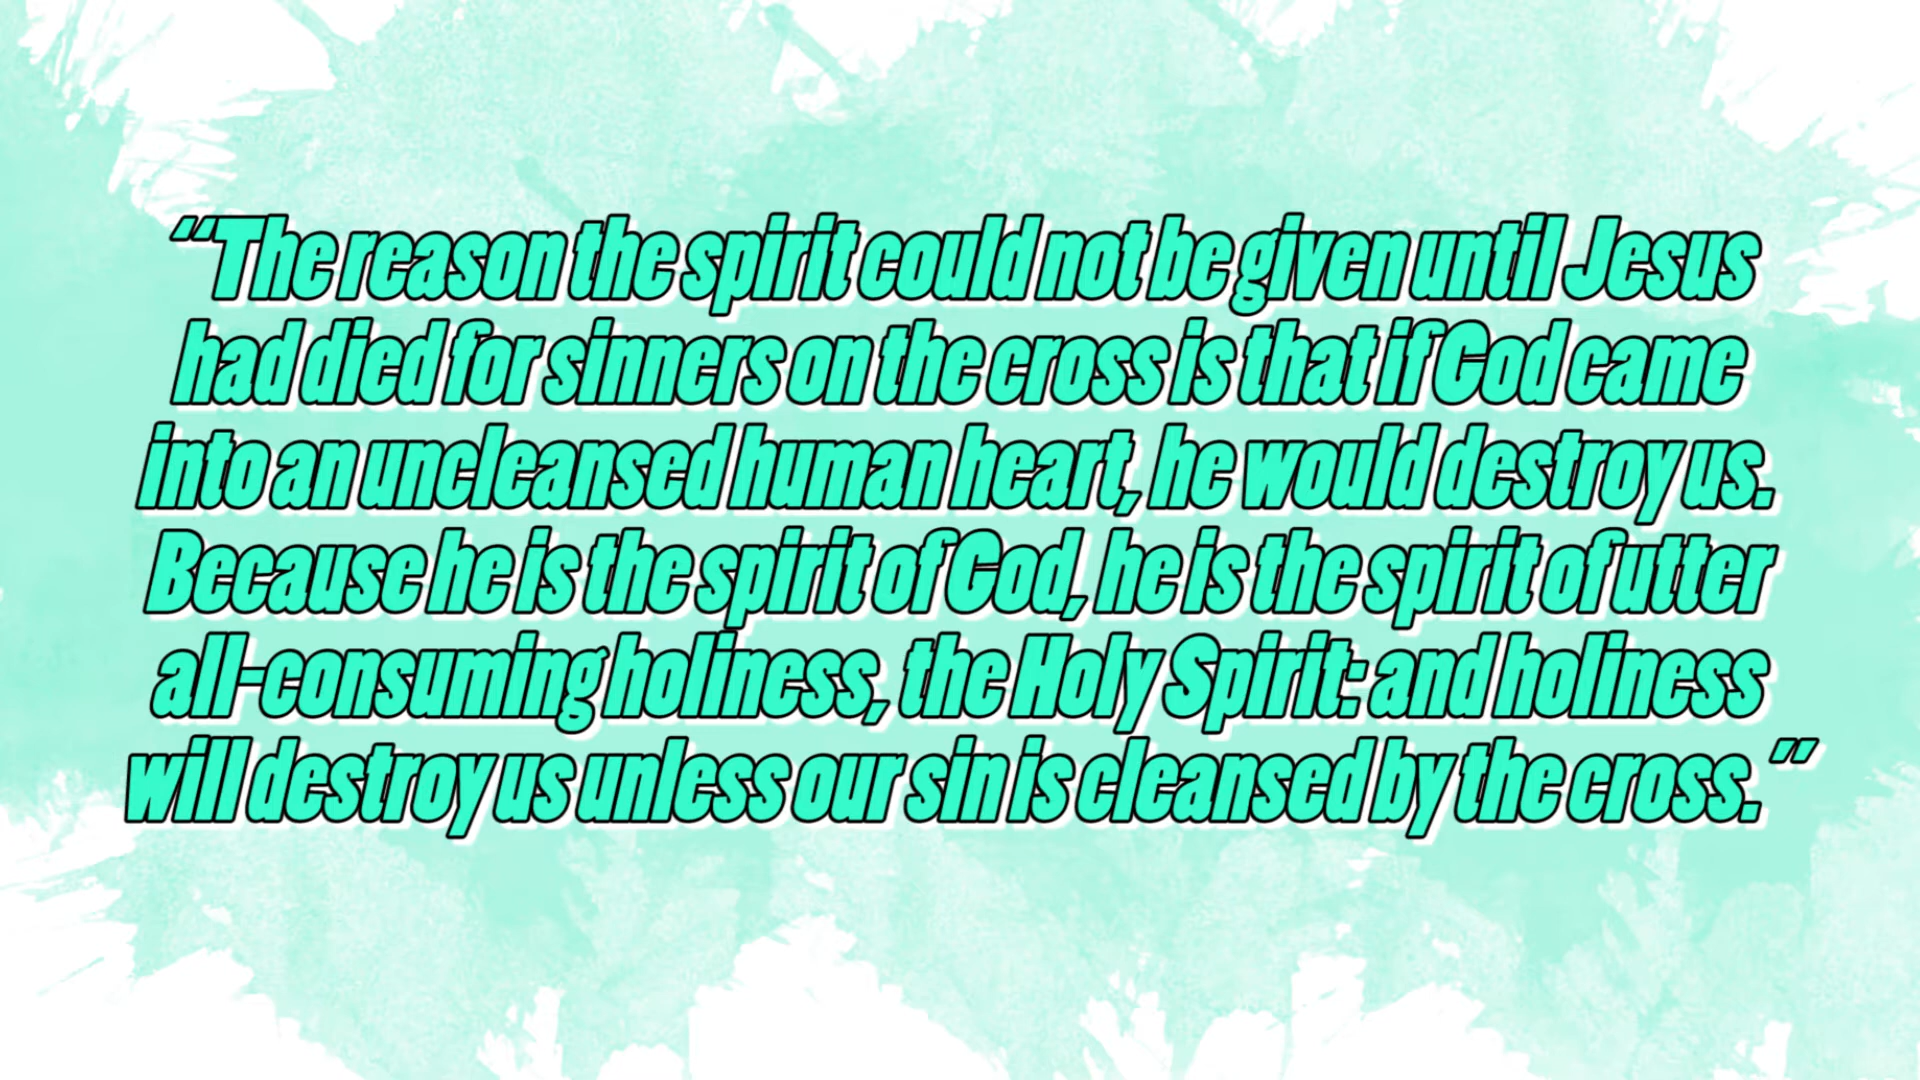 “The reason the spirit could not be given until Jesus
had died for sinners on the cross is that if God came
into an uncleansed human heart, he would destroy us.
Because he is the spirit of God, he is the spirit of utter
all-consuming holiness, the Holy Spirit: and holiness
will destroy us unless our sin is cleansed by the cross.”